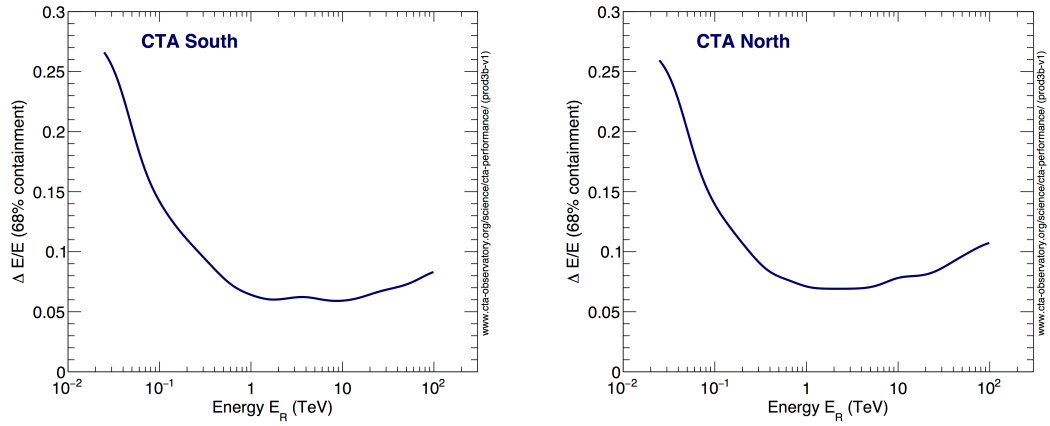 CTA South
Δ E/E (68% containment)
0.3
0.25
0.2
0.15
0.1
0.05
0
10⁻² 10⁻¹ 1 10 10²
Energy E_R (TeV)
www.cta-observatory.org/science/cta-performance/ (prod3b-v1)
CTA North
Δ E/E (68% containment)
0.3
0.25
0.2
0.15
0.1
0.05
0
10⁻² 10⁻¹ 1 10 10²
Energy E_R (TeV)
www.cta-observatory.org/science/cta-performance/ (prod3b-v1)